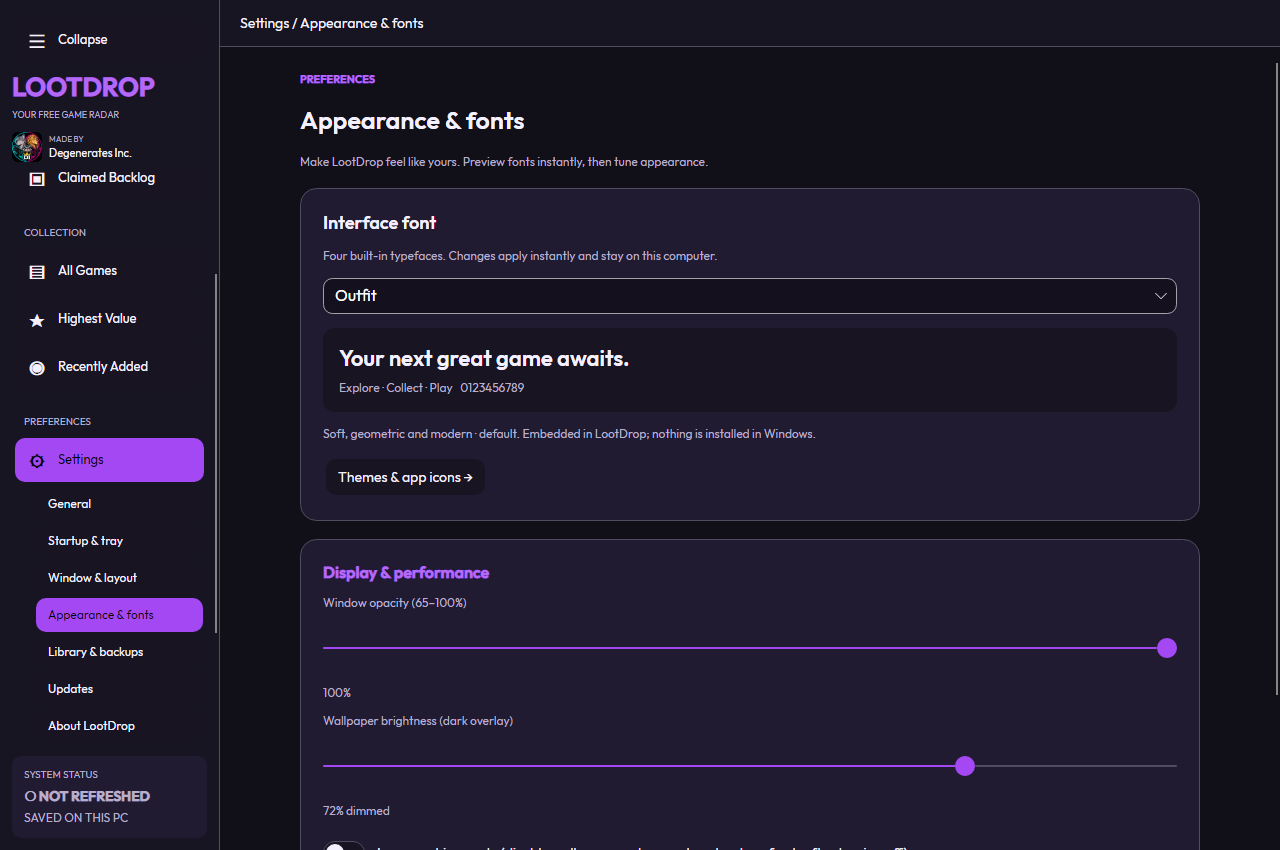 Collapse
LOOTDROP
YOUR FREE GAME RADAR
MADE BY
Degenerates Inc.
Claimed Backlog
COLLECTION
All Games
Highest Value
Recently Added
PREFERENCES
Settings
General
Startup & tray
Window & layout
Appearance & fonts
Library & backups
Updates
About LootDrop
SYSTEM STATUS
NOT REFRESHED
SAVED ON THIS PC
Settings / Appearance & fonts
PREFERENCES
Appearance & fonts
Make LootDrop feel like yours. Preview fonts instantly, then tune appearance.
Interface font
Four built-in typefaces. Changes apply instantly and stay on this computer.
Outfit
Your next great game awaits.
Explore · Collect · Play 0123456789
Soft, geometric and modern · default. Embedded in LootDrop; nothing is installed in Windows.
Themes & app icons →
Display & performance
Window opacity (65–100%)
100%
Wallpaper brightness (dark overlay)
72% dimmed